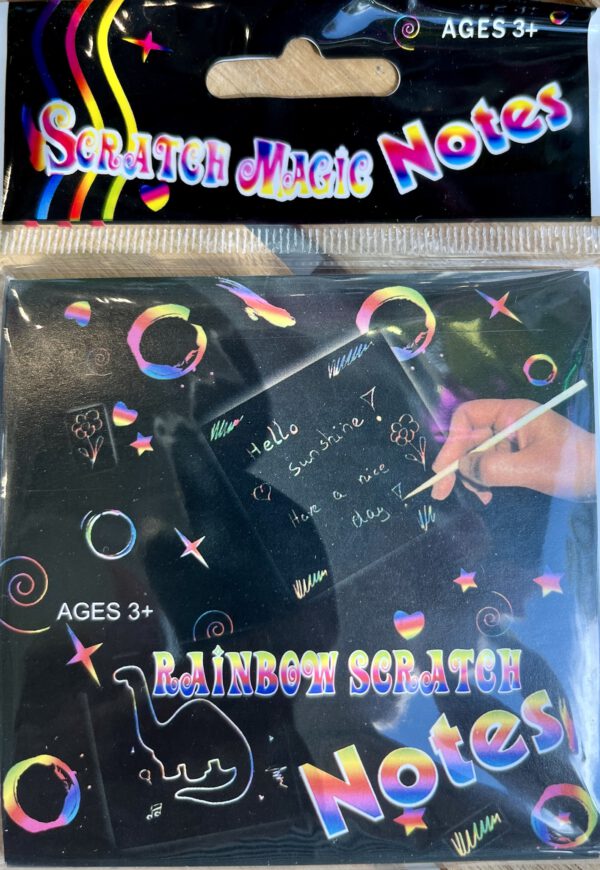 AGES 3+
SCRATCH MAGIC Notes
Hello
sunshine!
Have a nice
day!
AGES 3+
RAINBOW SCRATCH
Notes